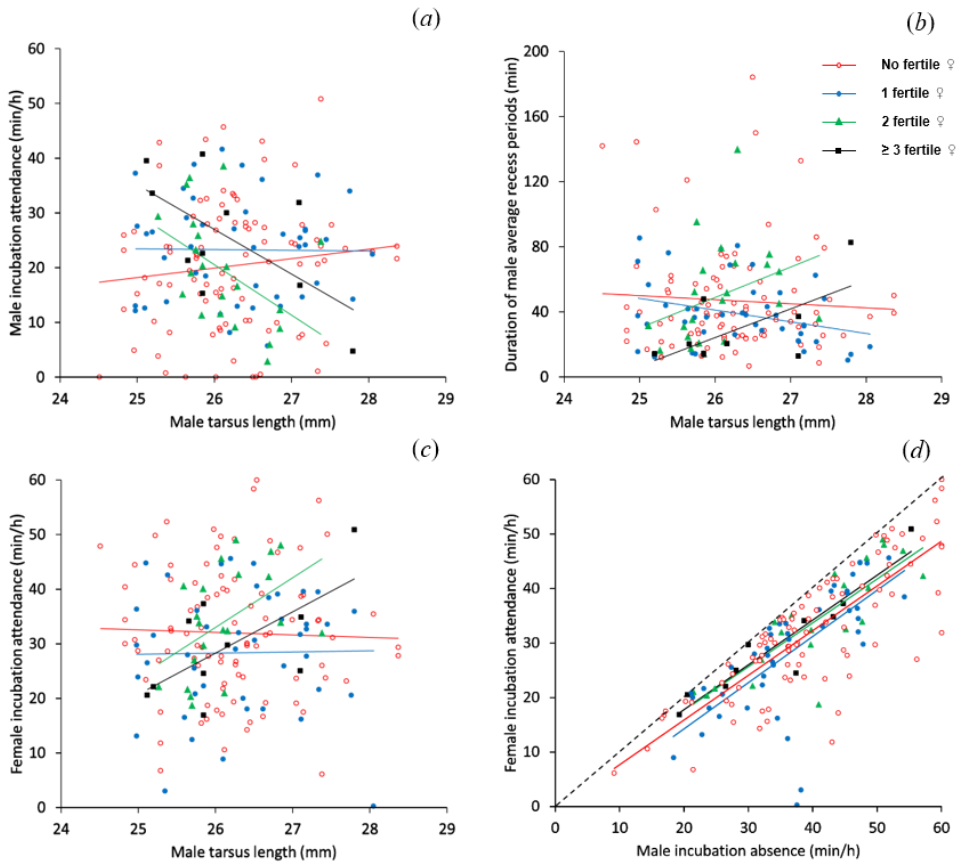 (a)
60
50
40
30
20
10
0
Male incubation attendance (min/h)
24 25 26 27 28 29
Male tarsus length (mm)
(b)
200
160
120
80
40
0
Duration of male average recess periods (min)
No fertile ♀
1 fertile ♀
2 fertile ♀
≥ 3 fertile ♀
24 25 26 27 28 29
Male tarsus length (mm)
(c)
60
50
40
30
20
10
0
Female incubation attendance (min/h)
24 25 26 27 28 29
Male tarsus length (mm)
(d)
60
50
40
30
20
10
0
Female incubation attendance (min/h)
0 10 20 30 40 50 60
Male incubation absence (min/h)